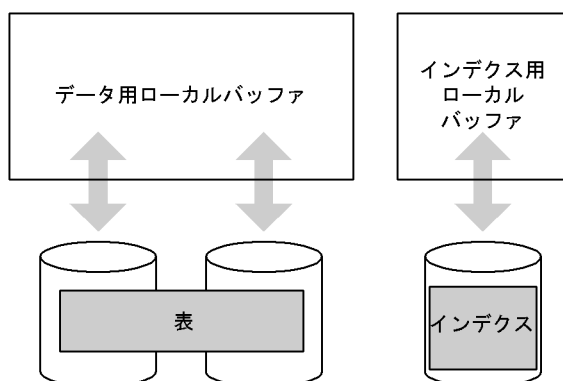 データ用ローカルバッファ
インデクス用
ローカル
バッファ
表
インデクス